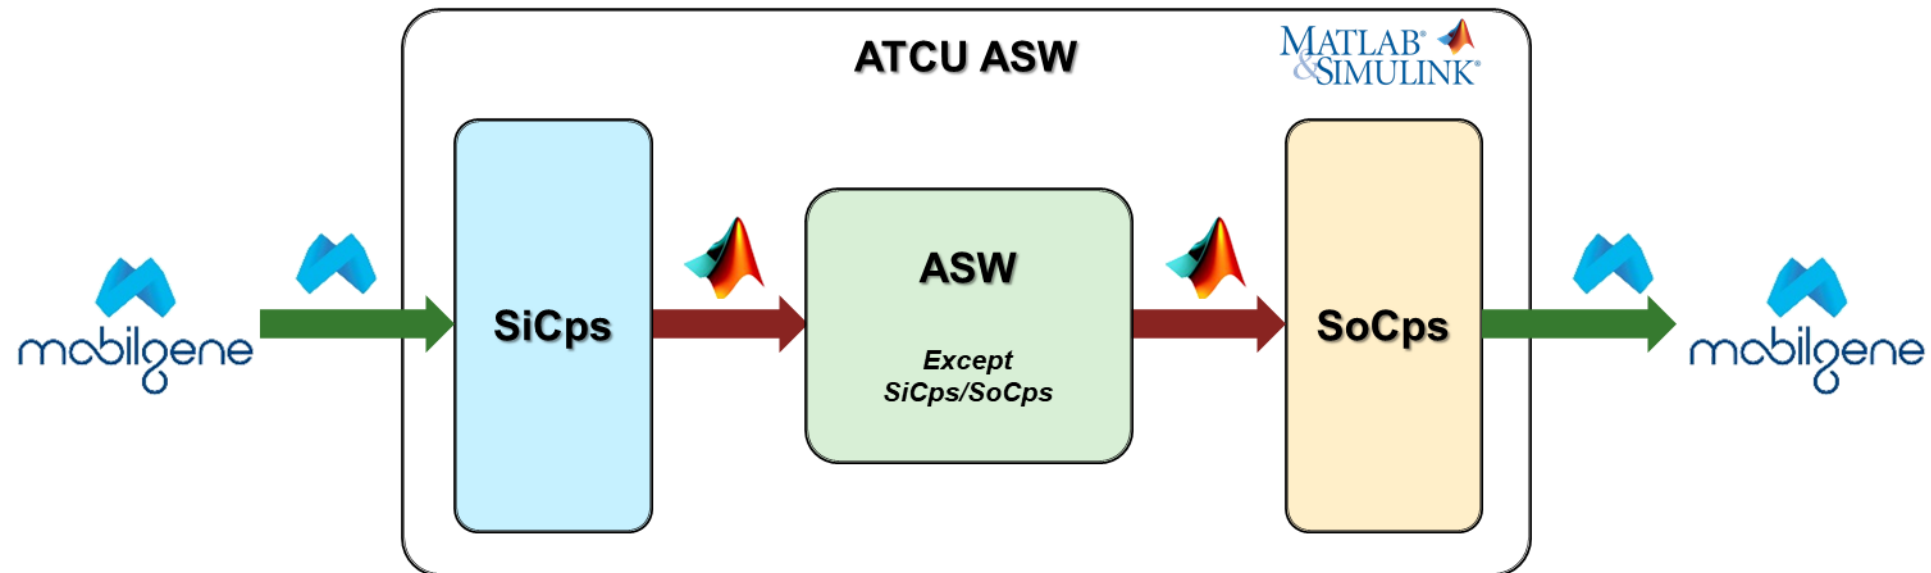 ATCU ASW
MATLAB®
&SIMULINK®
SiCps
ASW
Except
SiCps/SoCps
SoCps
mobilgene
mobilgene